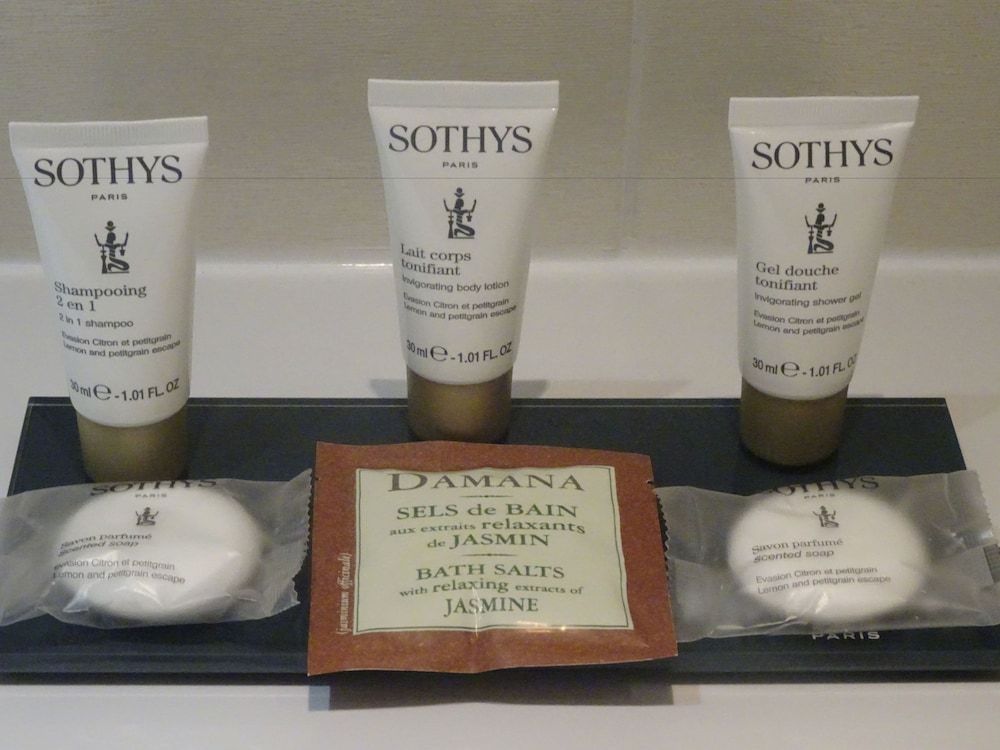 SOTHYS
PARIS
Shampooing
2 en 1
2 in 1 shampoo
Evasion Citron et petitgrain
Lemon and petitgrain escape
30 ml e - 1.01 FL. OZ
SOTHYS
PARIS
Lait corps
tonifiant
Invigorating body lotion
Evasion Citron et petitgrain
Lemon and petitgrain escape
30 ml e - 1.01 FL. OZ
SOTHYS
PARIS
Gel douche
tonifiant
Invigorating shower gel
Evasion Citron et petitgrain
Lemon and petitgrain escape
30 ml e - 1.01 FL. OZ
SOTHYS
PARIS
Savon parfumé
Scented soap
Evasion Citron et petitgrain
Lemon and petitgrain escape
DAMANA
SELS de BAIN
aux extraits relaxants
de JASMIN
BATH SALTS
with relaxing extracts of
JASMINE
(jasminum officinale)
SOTHYS
PARIS
Savon parfumé
Scented soap
Evasion Citron et petitgrain
Lemon and petitgrain escape
PARIS